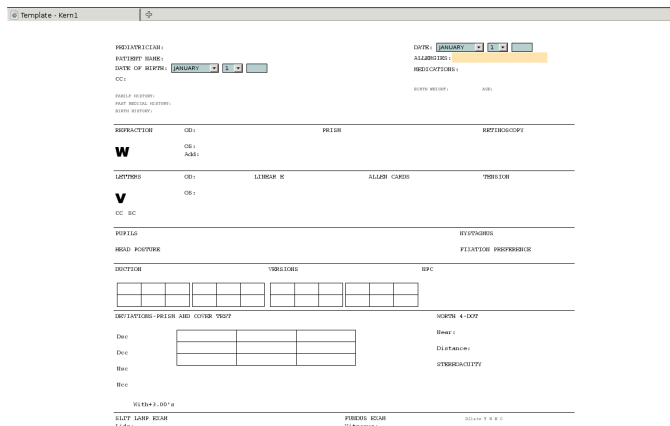 Template - Kern1
PEDIATRICIAN: DATE: JANUARY 1
PATIENT NAME: ALLERGIES:
DATE OF BIRTH: JANUARY 1 MEDICATIONS:
CC:
BIRTH WEIGHT: AGE:
FAMILY HISTORY:
PAST MEDICAL HISTORY:
BIRTH HISTORY:
REFRACTION OD: PRISM RETINOSCOPY
OS:
W Add:
LETTERS OD: LINEAR E ALLEN CARDS TENSION
OS:
V
CC SC
PUPILS NYSTAGMUS
HEAD POSTURE FIXATION PREFERENCE
DUCTION VERSIONS NPC
DEVIATIONS-PRISM AND COVER TEST WORTH 4-DOT
Near:
Dsc
Distance:
Dcc
STEREOACUITY
Nsc
Ncc
With+3.00's
SLIT LAMP EXAM FUNDUS EXAM Dilate T N M C